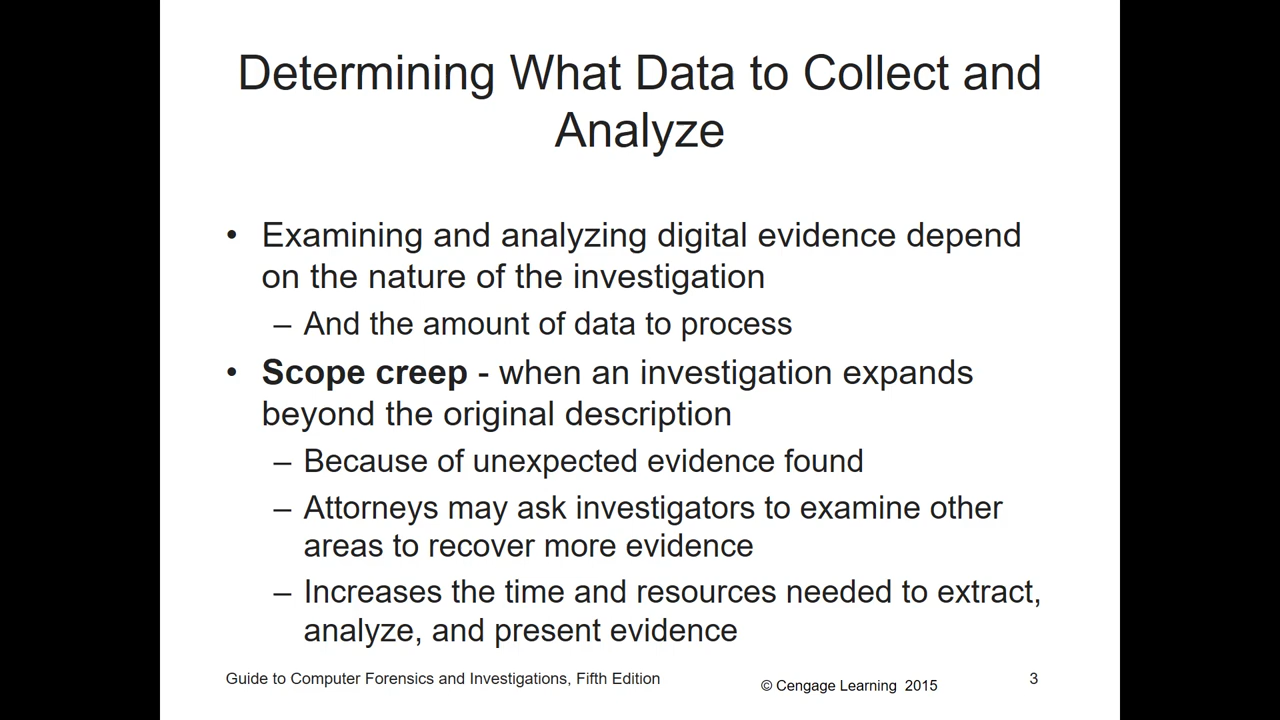 Determining What Data to Collect and
Analyze
• Examining and analyzing digital evidence depend
on the nature of the investigation
– And the amount of data to process
• Scope creep - when an investigation expands
beyond the original description
– Because of unexpected evidence found
– Attorneys may ask investigators to examine other
areas to recover more evidence
– Increases the time and resources needed to extract,
analyze, and present evidence
Guide to Computer Forensics and Investigations, Fifth Edition
© Cengage Learning 2015
3